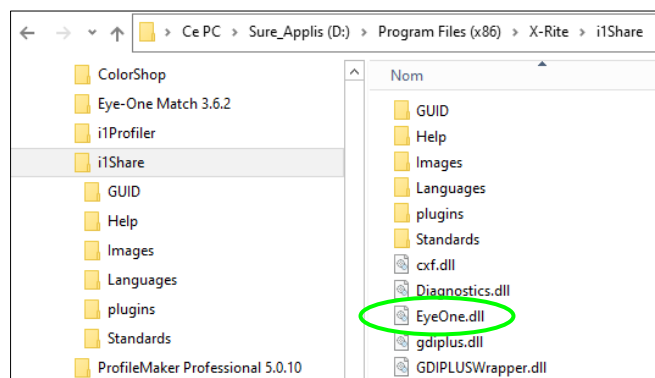 Ce PC > Sure_Applis (D:) > Program Files (x86) > X-Rite > i1Share
ColorShop
Eye-One Match 3.6.2
i1Profiler
i1Share
GUID
Help
Images
Languages
plugins
Standards
ProfileMaker Professional 5.0.10
Nom
GUID
Help
Images
Languages
plugins
Standards
cxf.dll
Diagnostics.dll
EyeOne.dll
gdiplus.dll
GDIPLUSWrapper.dll